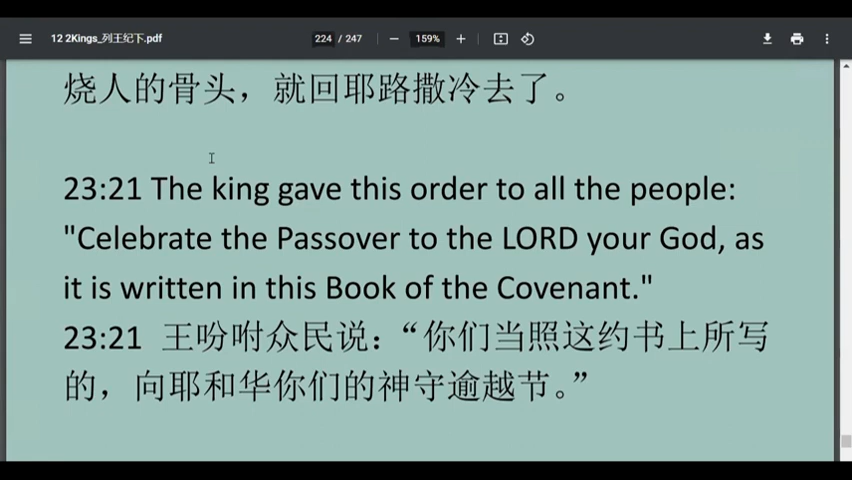 12 2Kings_列王纪下.pdf 224 / 247 159%
烧人的骨头，就回耶路撒冷去了。
23:21 The king gave this order to all the people:
"Celebrate the Passover to the LORD your God, as
it is written in this Book of the Covenant."
23:21 王吩咐众民说：“你们当照这约书上所写
的，向耶和华你们的神守逾越节。”